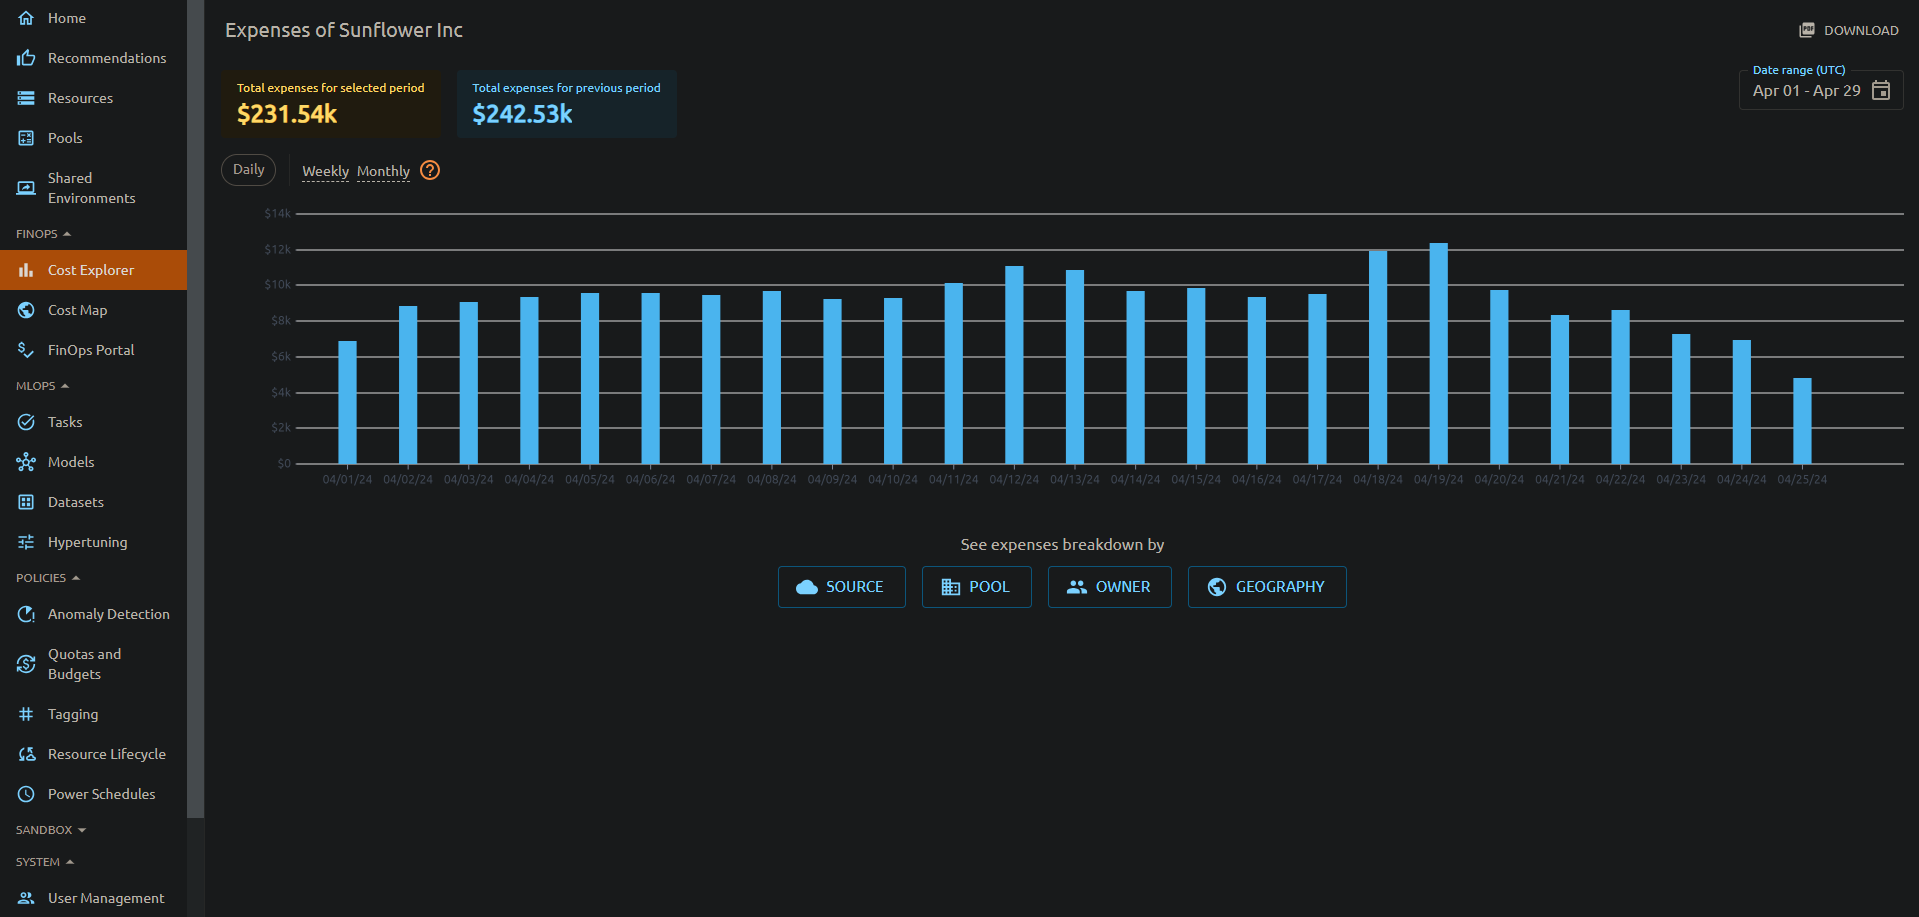 Home
Recommendations
Resources
Pools
Shared
Environments
FINOPS
Cost Explorer
Cost Map
FinOps Portal
MLOPS
Tasks
Models
Datasets
Hypertuning
POLICIES
Anomaly Detection
Quotas and
Budgets
Tagging
Resource Lifecycle
Power Schedules
SANDBOX
SYSTEM
User Management
Expenses of Sunflower Inc
DOWNLOAD
Total expenses for selected period
$231.54k
Total expenses for previous period
$242.53k
Date range (UTC)
Apr 01 - Apr 29
Daily
Weekly Monthly ?
$14k
$12k
$10k
$8k
$6k
$4k
$2k
$0
04/01/24 04/02/24 04/03/24 04/04/24 04/05/24 04/06/24 04/07/24 04/08/24 04/09/24 04/10/24 04/11/24 04/12/24 04/13/24 04/14/24 04/15/24 04/16/24 04/17/24 04/18/24 04/19/24 04/20/24 04/21/24 04/22/24 04/23/24 04/24/24 04/25/24
See expenses breakdown by
SOURCE POOL OWNER GEOGRAPHY